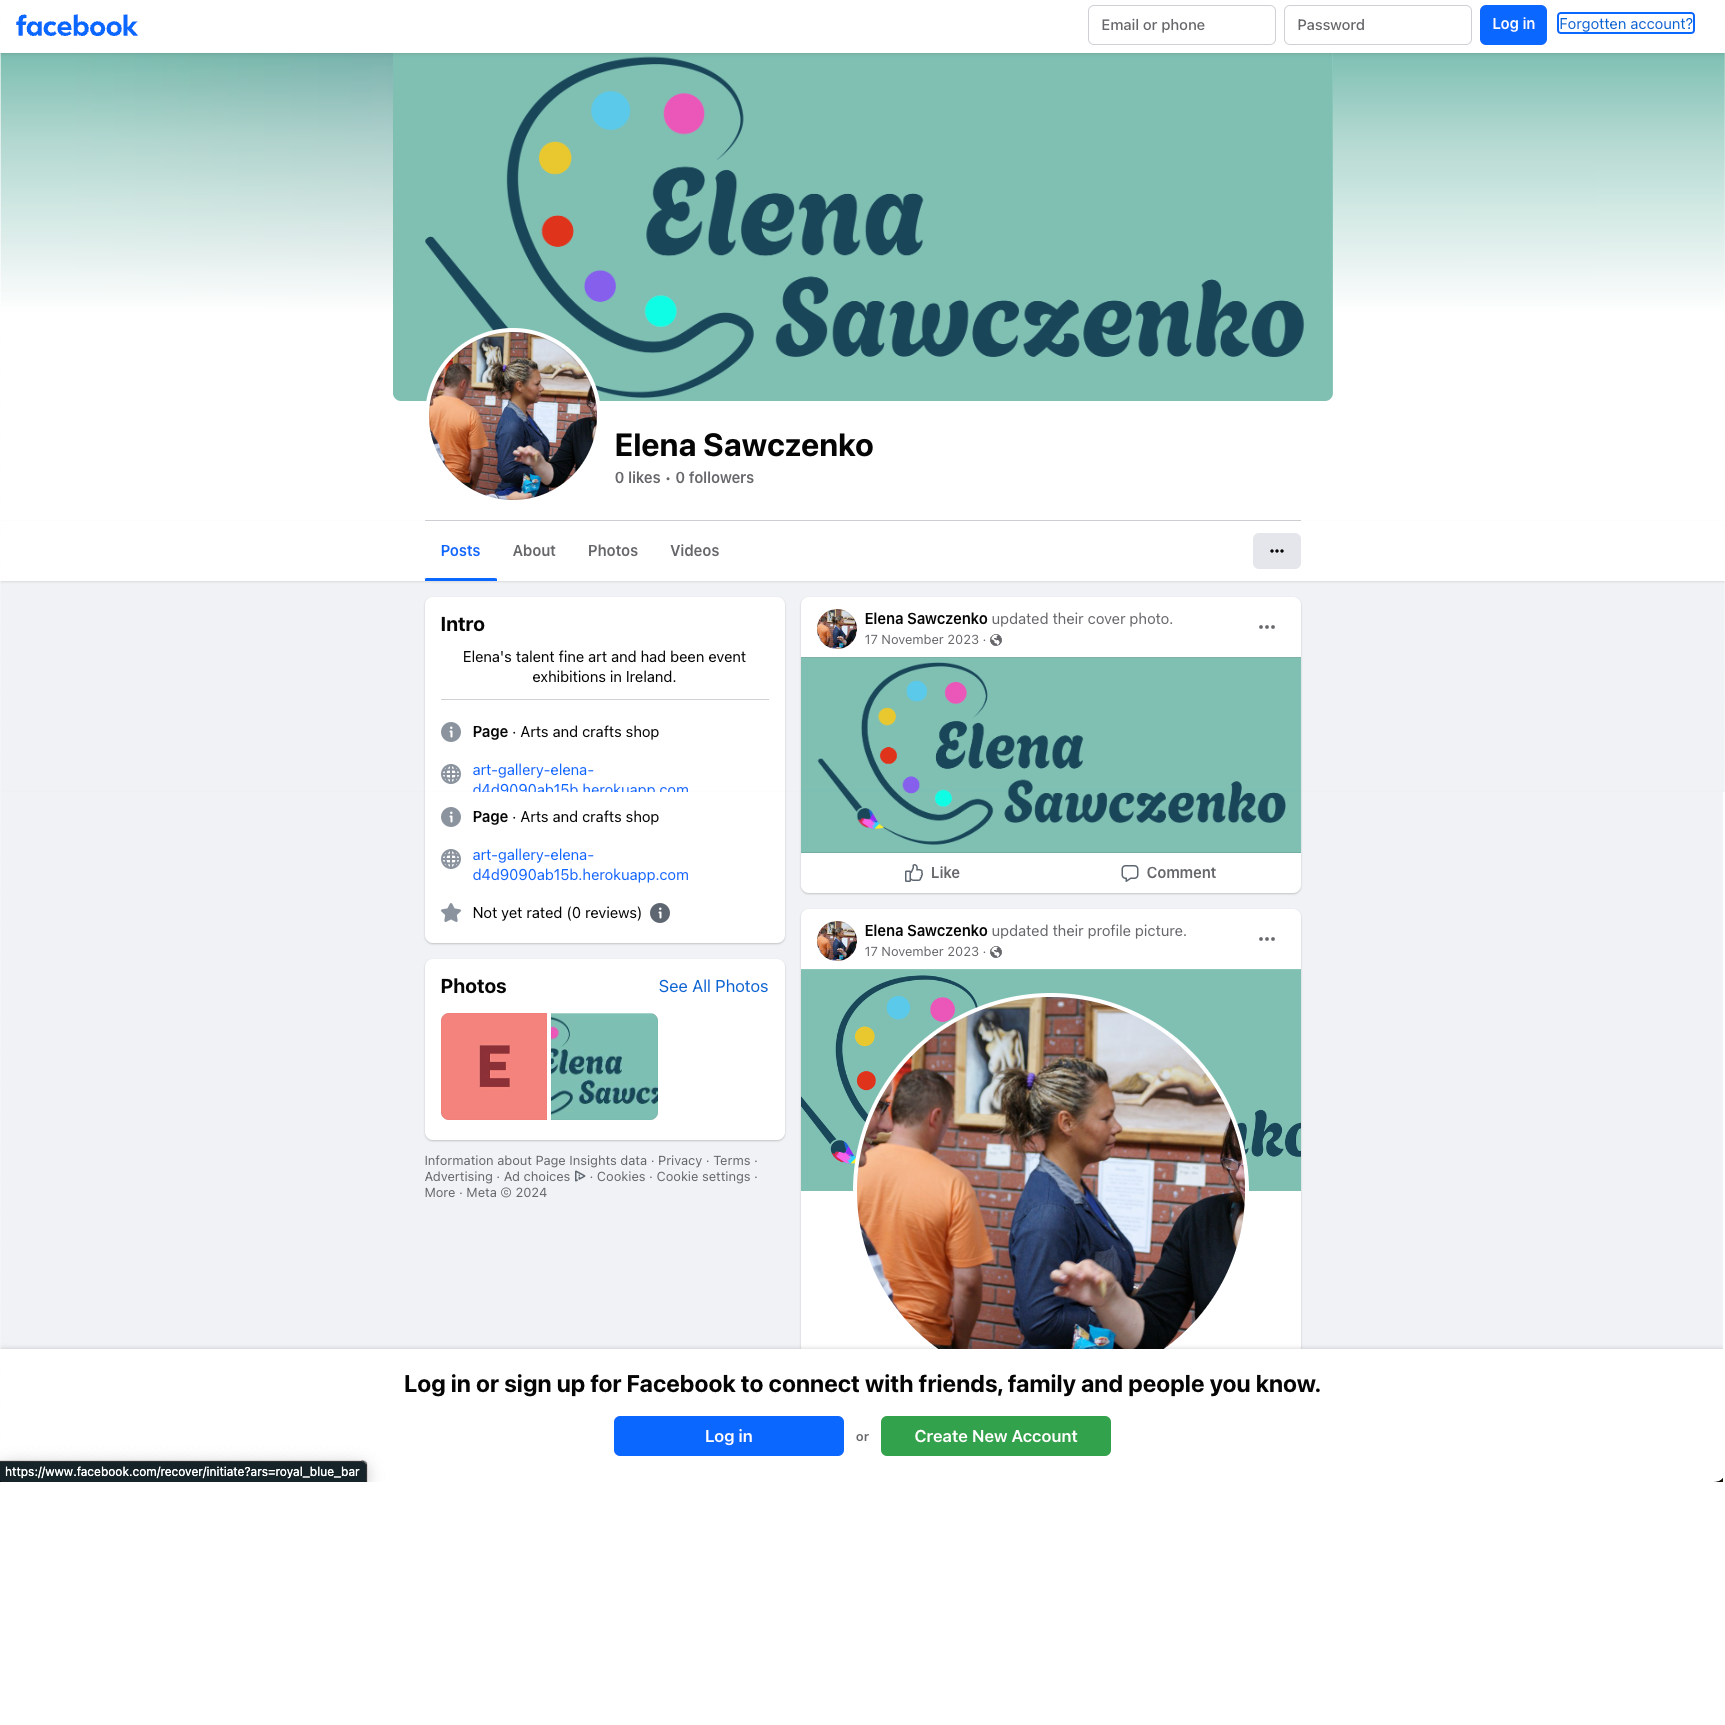 facebook
Email or phone
Password
Log in
Forgotten account?
Elena
Sawczenko
Elena Sawczenko
0 likes • 0 followers
Posts
About
Photos
Videos
Intro
Elena's talent fine art and had been event
exhibitions in Ireland.
Page · Arts and crafts shop
art-gallery-elena-
d4d9090ab15b.herokuapp.com
Page · Arts and crafts shop
art-gallery-elena-
d4d9090ab15b.herokuapp.com
Not yet rated (0 reviews)
Photos
See All Photos
E
Elena
Sawcz
Information about Page Insights data · Privacy · Terms ·
Advertising · Ad choices · Cookies · Cookie settings ·
More · Meta © 2024
Elena Sawczenko updated their cover photo.
17 November 2023 ·
Elena
Sawczenko
Like
Comment
Elena Sawczenko updated their profile picture.
17 November 2023 ·
nko
Log in or sign up for Facebook to connect with friends, family and people you know.
Log in
or
Create New Account
https://www.facebook.com/recover/initiate?ars=royal_blue_bar